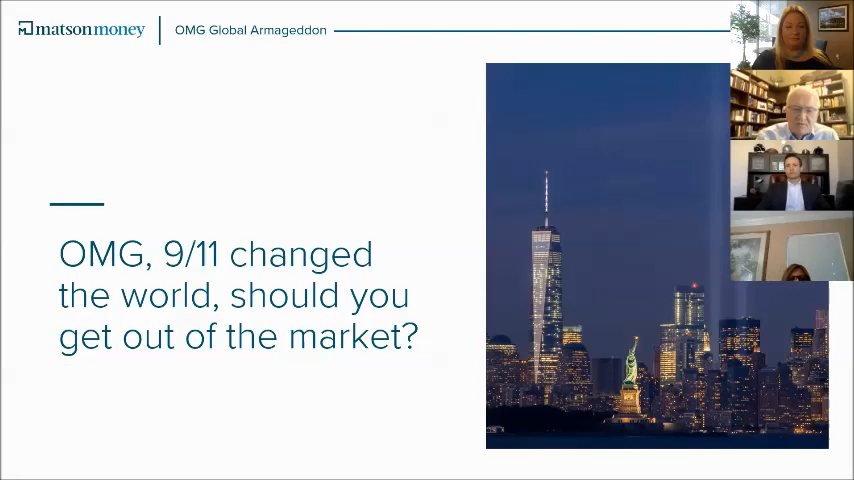 matsonmoney
OMG Global Armageddon
OMG, 9/11 changed
the world, should you
get out of the market?